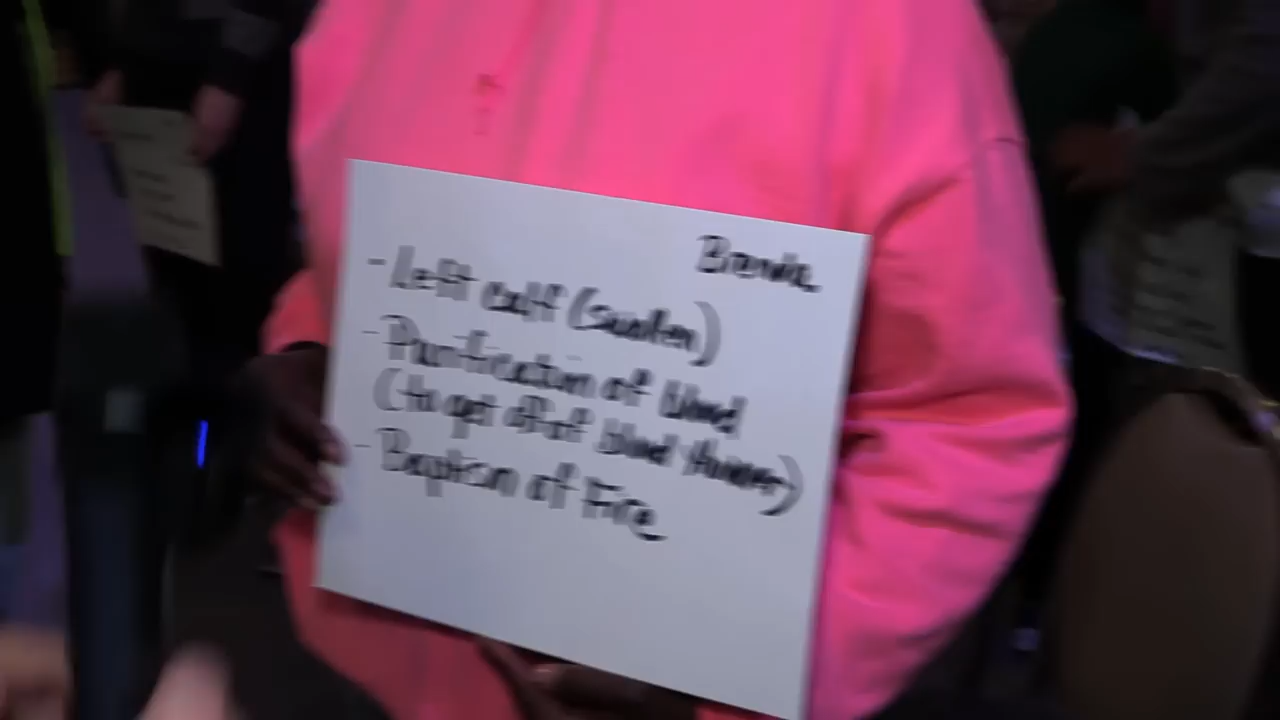 Brenda
- Left calf (swollen)
- Purification of blood
(to get off of blood thinners)
- Baptism of Fire